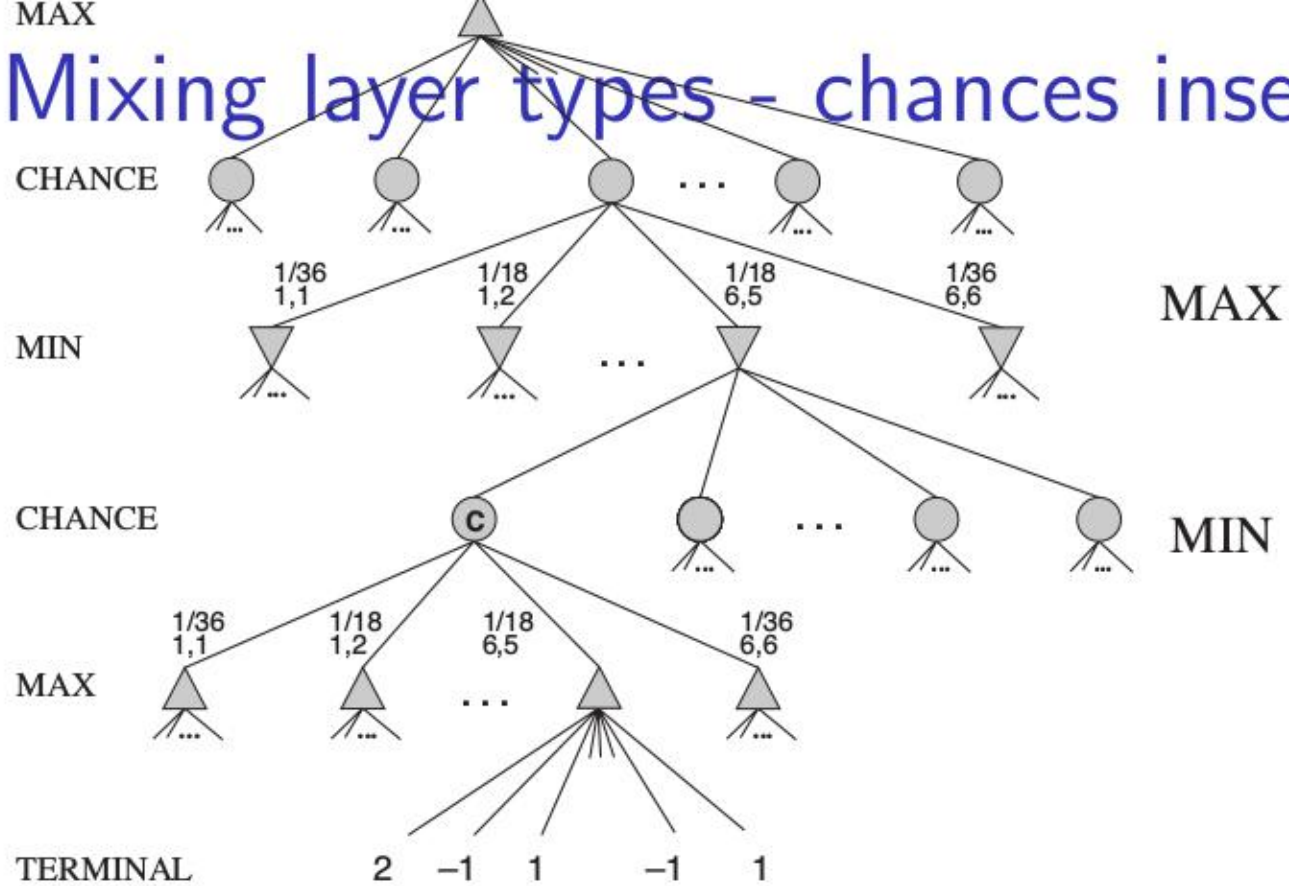 MAX
Mixing layer types - chances inse
CHANCE
...
... ... ... ...
1/36 1/18 1/18 1/36
1,1 1,2 6,5 6,6
MAX
MIN
...
... ... ...
CHANCE
C
...
MIN
... ... ...
1/36 1/18 1/18 1/36
1,1 1,2 6,5 6,6
MAX
...
... ... ...
TERMINAL 2 –1 1 –1 1